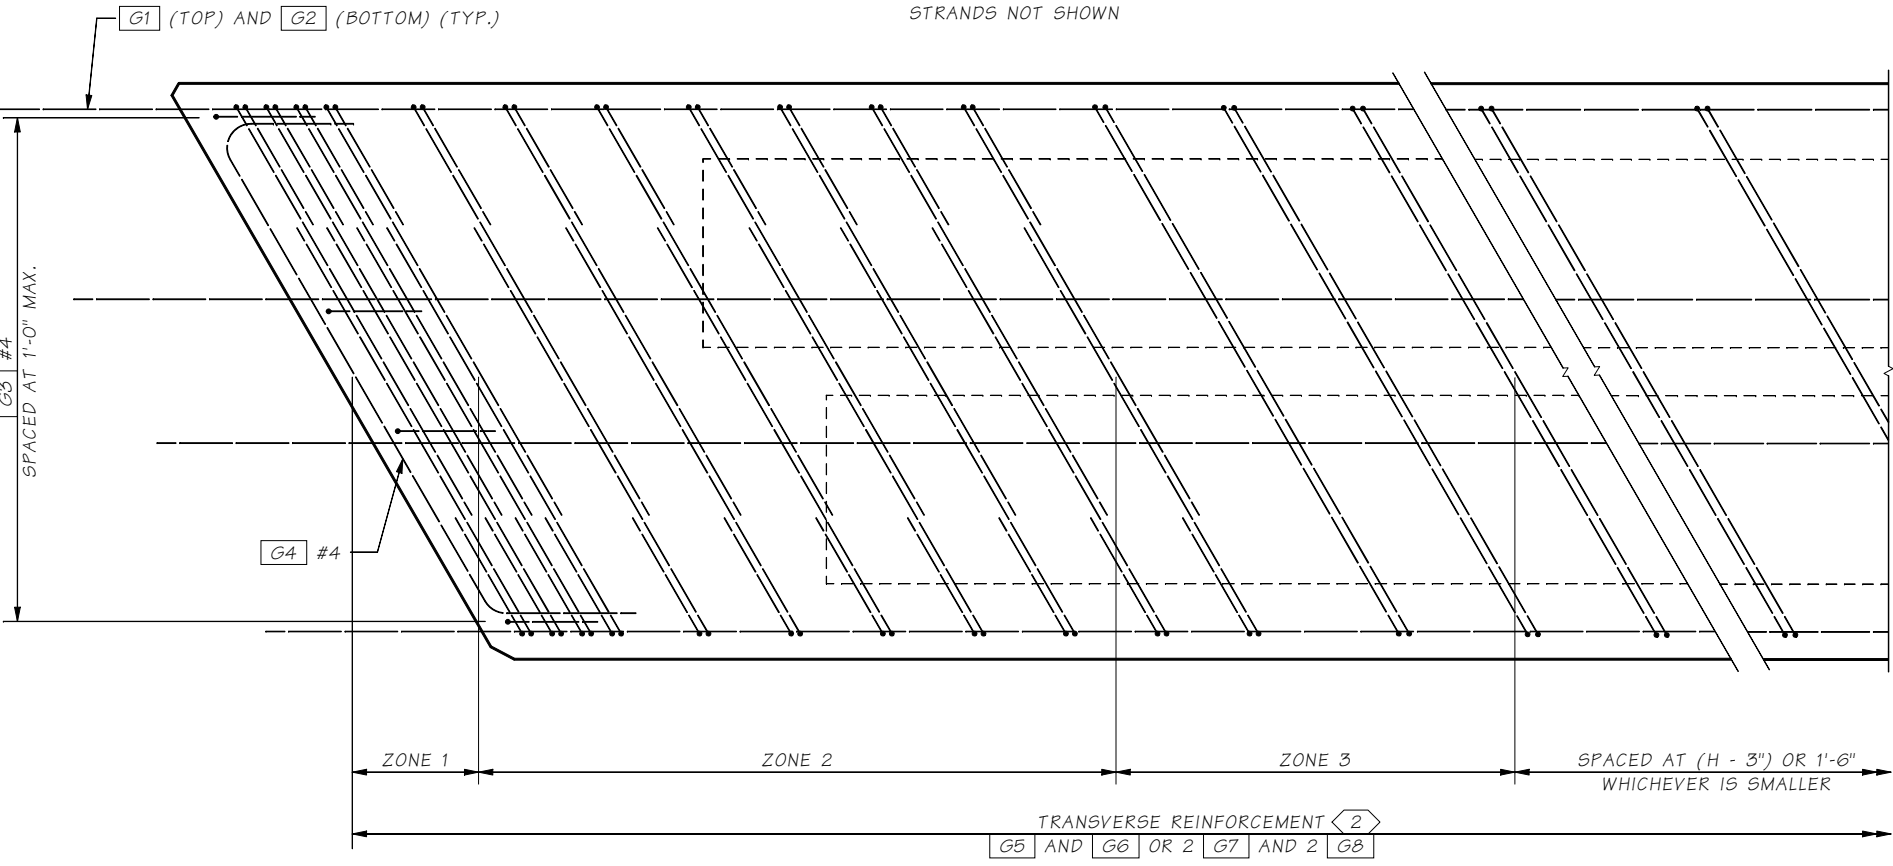 G1 (TOP) AND G2 (BOTTOM) (TYP.)
STRANDS NOT SHOWN
G3 #4
SPACED AT 1'-0" MAX.
G4 #4
ZONE 1
ZONE 2
ZONE 3
SPACED AT (H - 3") OR 1'-6"
WHICHEVER IS SMALLER
TRANSVERSE REINFORCEMENT 2
G5 AND G6 OR 2 G7 AND 2 G8